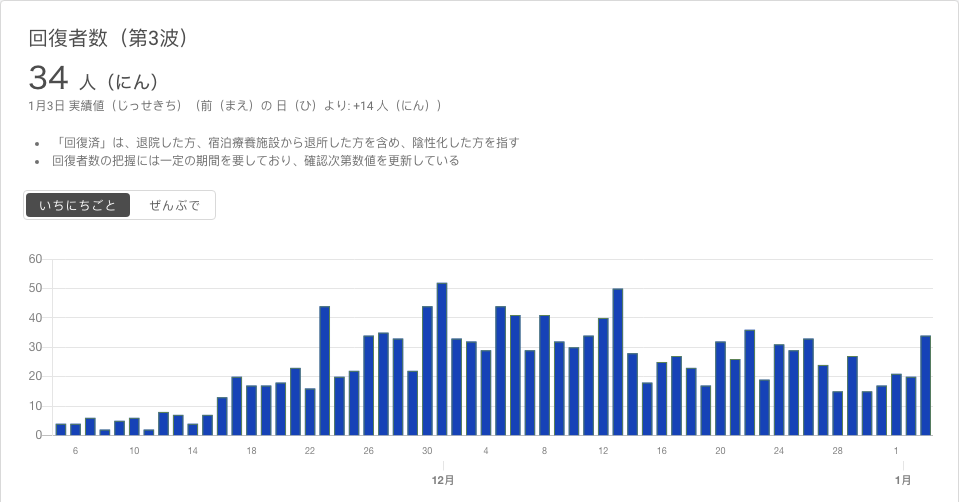 回復者数（第3波）
34 人（にん）
1月3日 実績値（じっせきち）（前（まえ）の 日（ひ）より: +14 人（にん））
• 「回復済」は、退院した方、宿泊療養施設から退所した方を含め、陰性化した方を指す
• 回復者数の把握には一定の期間を要しており、確認次第数値を更新している
いちにちごと ぜんぶで
60
50
40
30
20
10
0
6 10 14 18 22 26 30 4 8 12 16 20 24 28 1
12月 1月